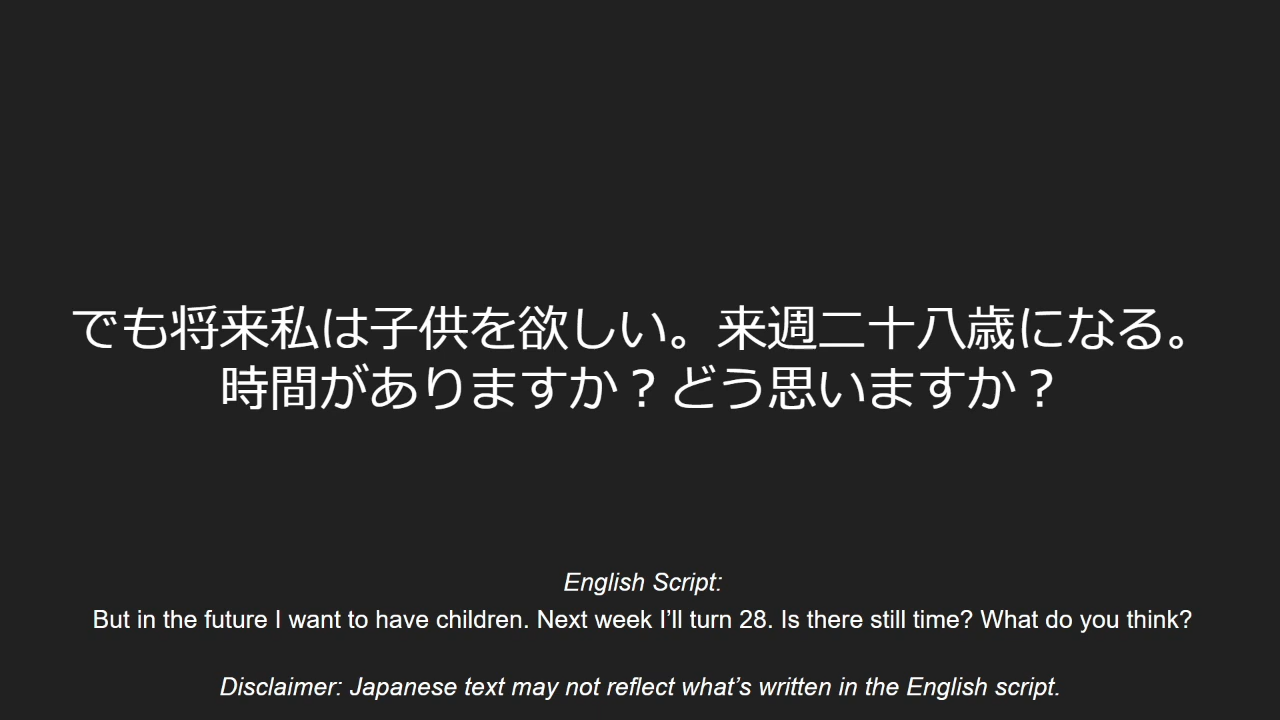 でも将来私は子供を欲しい。来週二十八歳になる。
時間がありますか？どう思いますか？
English Script:
But in the future I want to have children. Next week I’ll turn 28. Is there still time? What do you think?
Disclaimer: Japanese text may not reflect what’s written in the English script.